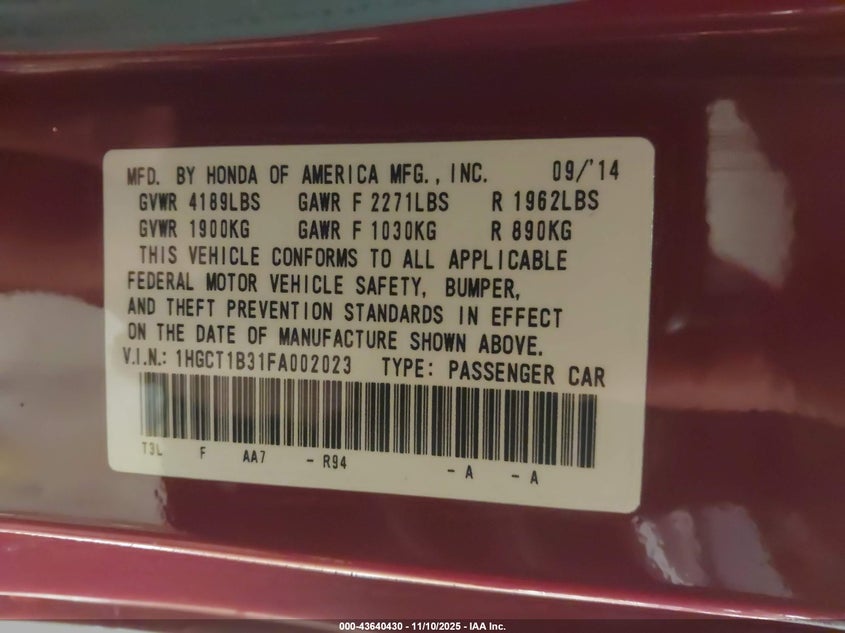 MFD. BY HONDA OF AMERICA MFG., INC. 09/'14
GVWR 4189LBS GAWR F 2271LBS R 1962LBS
GVWR 1900KG GAWR F 1030KG R 890KG
THIS VEHICLE CONFORMS TO ALL APPLICABLE
FEDERAL MOTOR VEHICLE SAFETY, BUMPER,
AND THEFT PREVENTION STANDARDS IN EFFECT
ON THE DATE OF MANUFACTURE SHOWN ABOVE.
V.I.N.: 1HGCT1B31FA002023 TYPE: PASSENGER CAR
T3L F AA7 - R94 - A - A
000-43640430 - 11/10/2025 - IAA Inc.